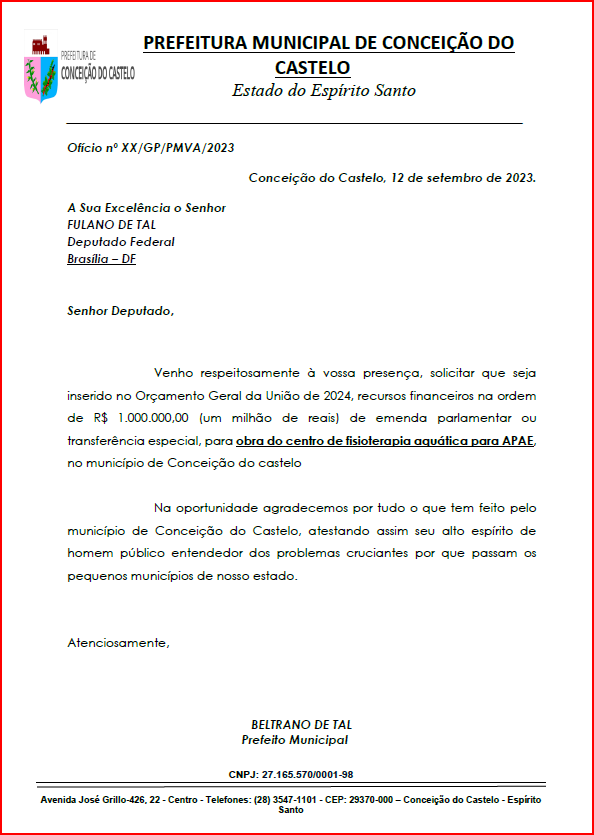 PREFEITURA DE
CONCEIÇÃO DO CASTELO
PREFEITURA MUNICIPAL DE CONCEIÇÃO DO
CASTELO
Estado do Espírito Santo
Ofício nº XX/GP/PMVA/2023
Conceição do Castelo, 12 de setembro de 2023.
A Sua Excelência o Senhor
FULANO DE TAL
Deputado Federal
Brasília – DF
Senhor Deputado,
Venho respeitosamente à vossa presença, solicitar que seja
inserido no Orçamento Geral da União de 2024, recursos financeiros na ordem
de R$ 1.000.000,00 (um milhão de reais) de emenda parlamentar ou
transferência especial, para obra do centro de fisioterapia aquática para APAE,
no município de Conceição do castelo
Na oportunidade agradecemos por tudo o que tem feito pelo
município de Conceição do Castelo, atestando assim seu alto espírito de
homem público entendedor dos problemas cruciantes por que passam os
pequenos municípios de nosso estado.
Atenciosamente,
BELTRANO DE TAL
Prefeito Municipal
CNPJ: 27.165.570/0001-98
Avenida José Grillo-426, 22 - Centro - Telefones: (28) 3547-1101 - CEP: 29370-000 – Conceição do Castelo - Espírito
Santo